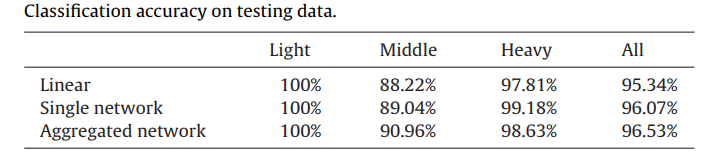 Classification accuracy on testing data.
Light Middle Heavy All
Linear 100% 88.22% 97.81% 95.34%
Single network 100% 89.04% 99.18% 96.07%
Aggregated network 100% 90.96% 98.63% 96.53%